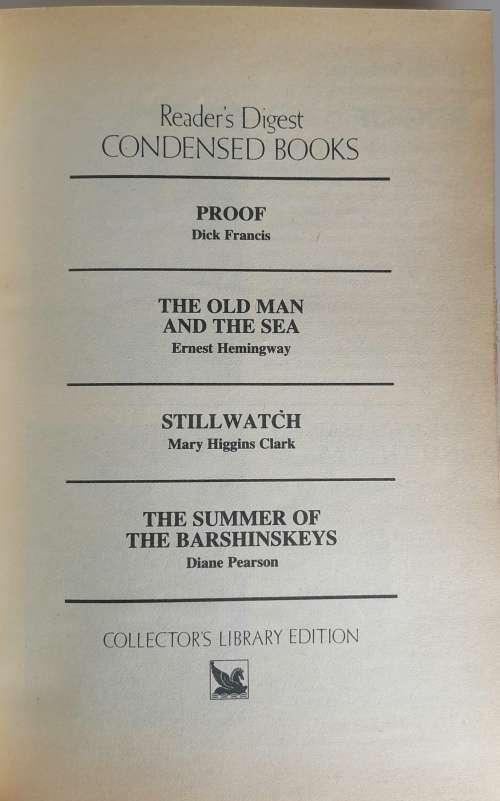 Reader's Digest
CONDENSED BOOKS
PROOF
Dick Francis
THE OLD MAN
AND THE SEA
Ernest Hemingway
STILLWATCH
Mary Higgins Clark
THE SUMMER OF
THE BARSHINSKEYS
Diane Pearson
COLLECTOR'S LIBRARY EDITION